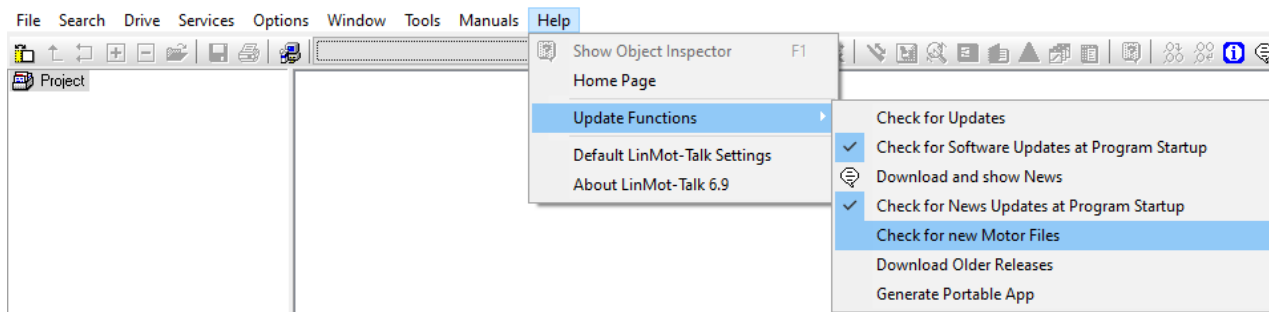 File Search Drive Services Options Window Tools Manuals Help
Project
Show Object Inspector F1
Home Page
Update Functions
Default LinMot-Talk Settings
About LinMot-Talk 6.9
Check for Updates
Check for Software Updates at Program Startup
Download and show News
Check for News Updates at Program Startup
Check for new Motor Files
Download Older Releases
Generate Portable App